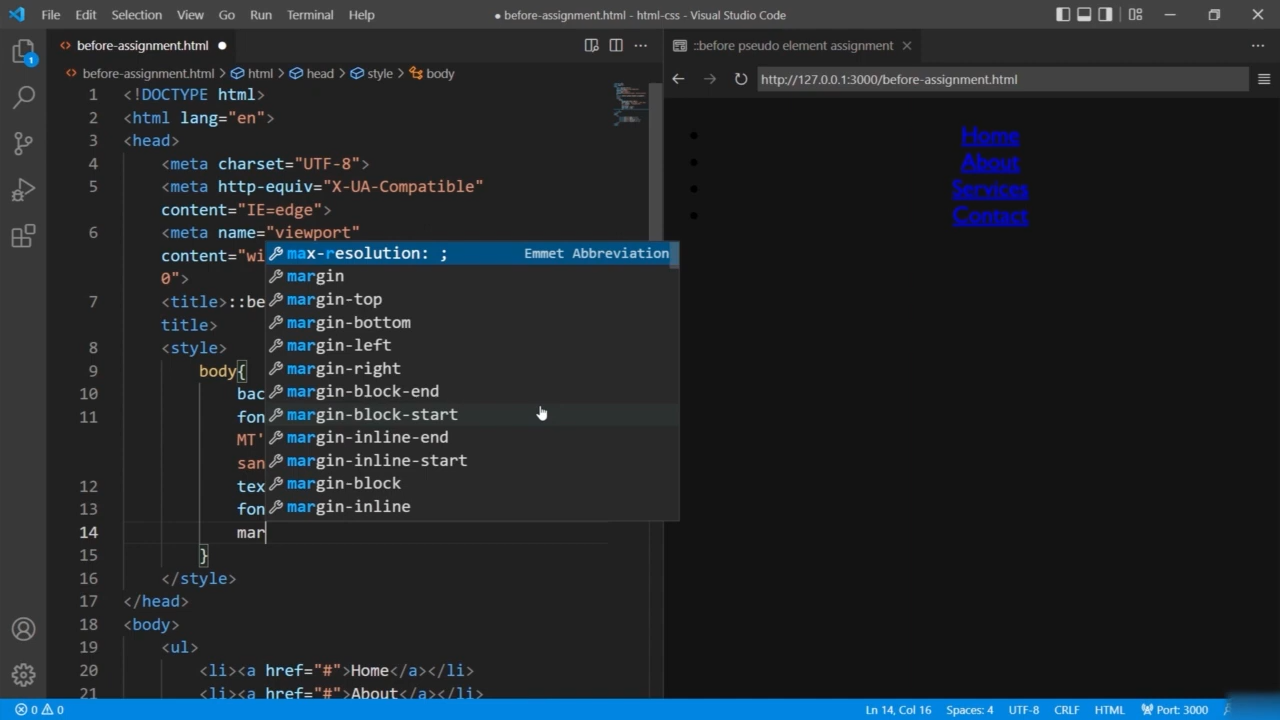 File Edit Selection View Go Run Terminal Help
● before-assignment.html - html-css - Visual Studio Code
before-assignment.html ●
::before pseudo element assignment
before-assignment.html > html > head > style > body
http://127.0.0.1:3000/before-assignment.html
1
1 <!DOCTYPE html>
2 <html lang="en">
3 <head>
4 <meta charset="UTF-8">
5 <meta http-equiv="X-UA-Compatible"
content="IE=edge">
6 <meta name="viewport"
content="wi
0">
7 <title>::be
title>
8 <style>
9 body{
10 bac
11 fon
MT'
san
12 tex
13 fon
14 mar
15 }
16 </style>
17 </head>
18 <body>
19 <ul>
20 <li><a href="#">Home</a></li>
21 <li><a href="#">About</a></li>
max-resolution: ; Emmet Abbreviation
margin
margin-top
margin-bottom
margin-left
margin-right
margin-block-end
margin-block-start
margin-inline-end
margin-inline-start
margin-block
margin-inline
Home
About
Services
Contact
0 0
Ln 14, Col 16 Spaces: 4 UTF-8 CRLF HTML Port: 3000